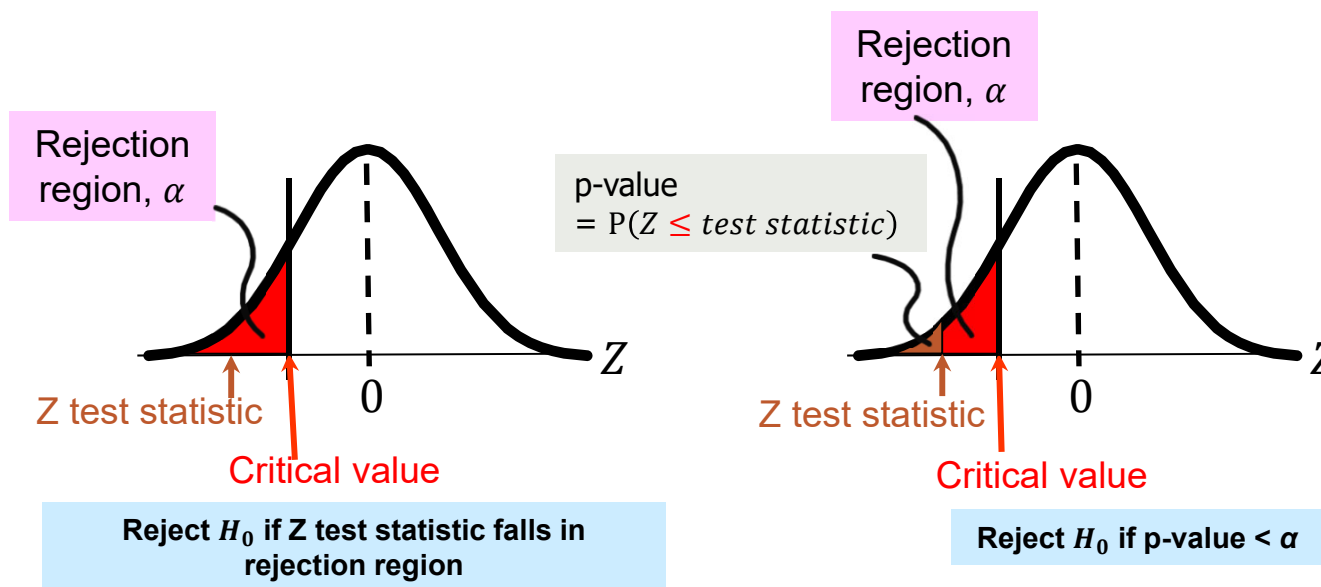 Rejection
region, α
Z
0
Z test statistic
Critical value
Reject H₀ if Z test statistic falls in
rejection region
Rejection
region, α
p-value
= P(Z ≤ test statistic)
Z
0
Z test statistic
Critical value
Reject H₀ if p-value < α